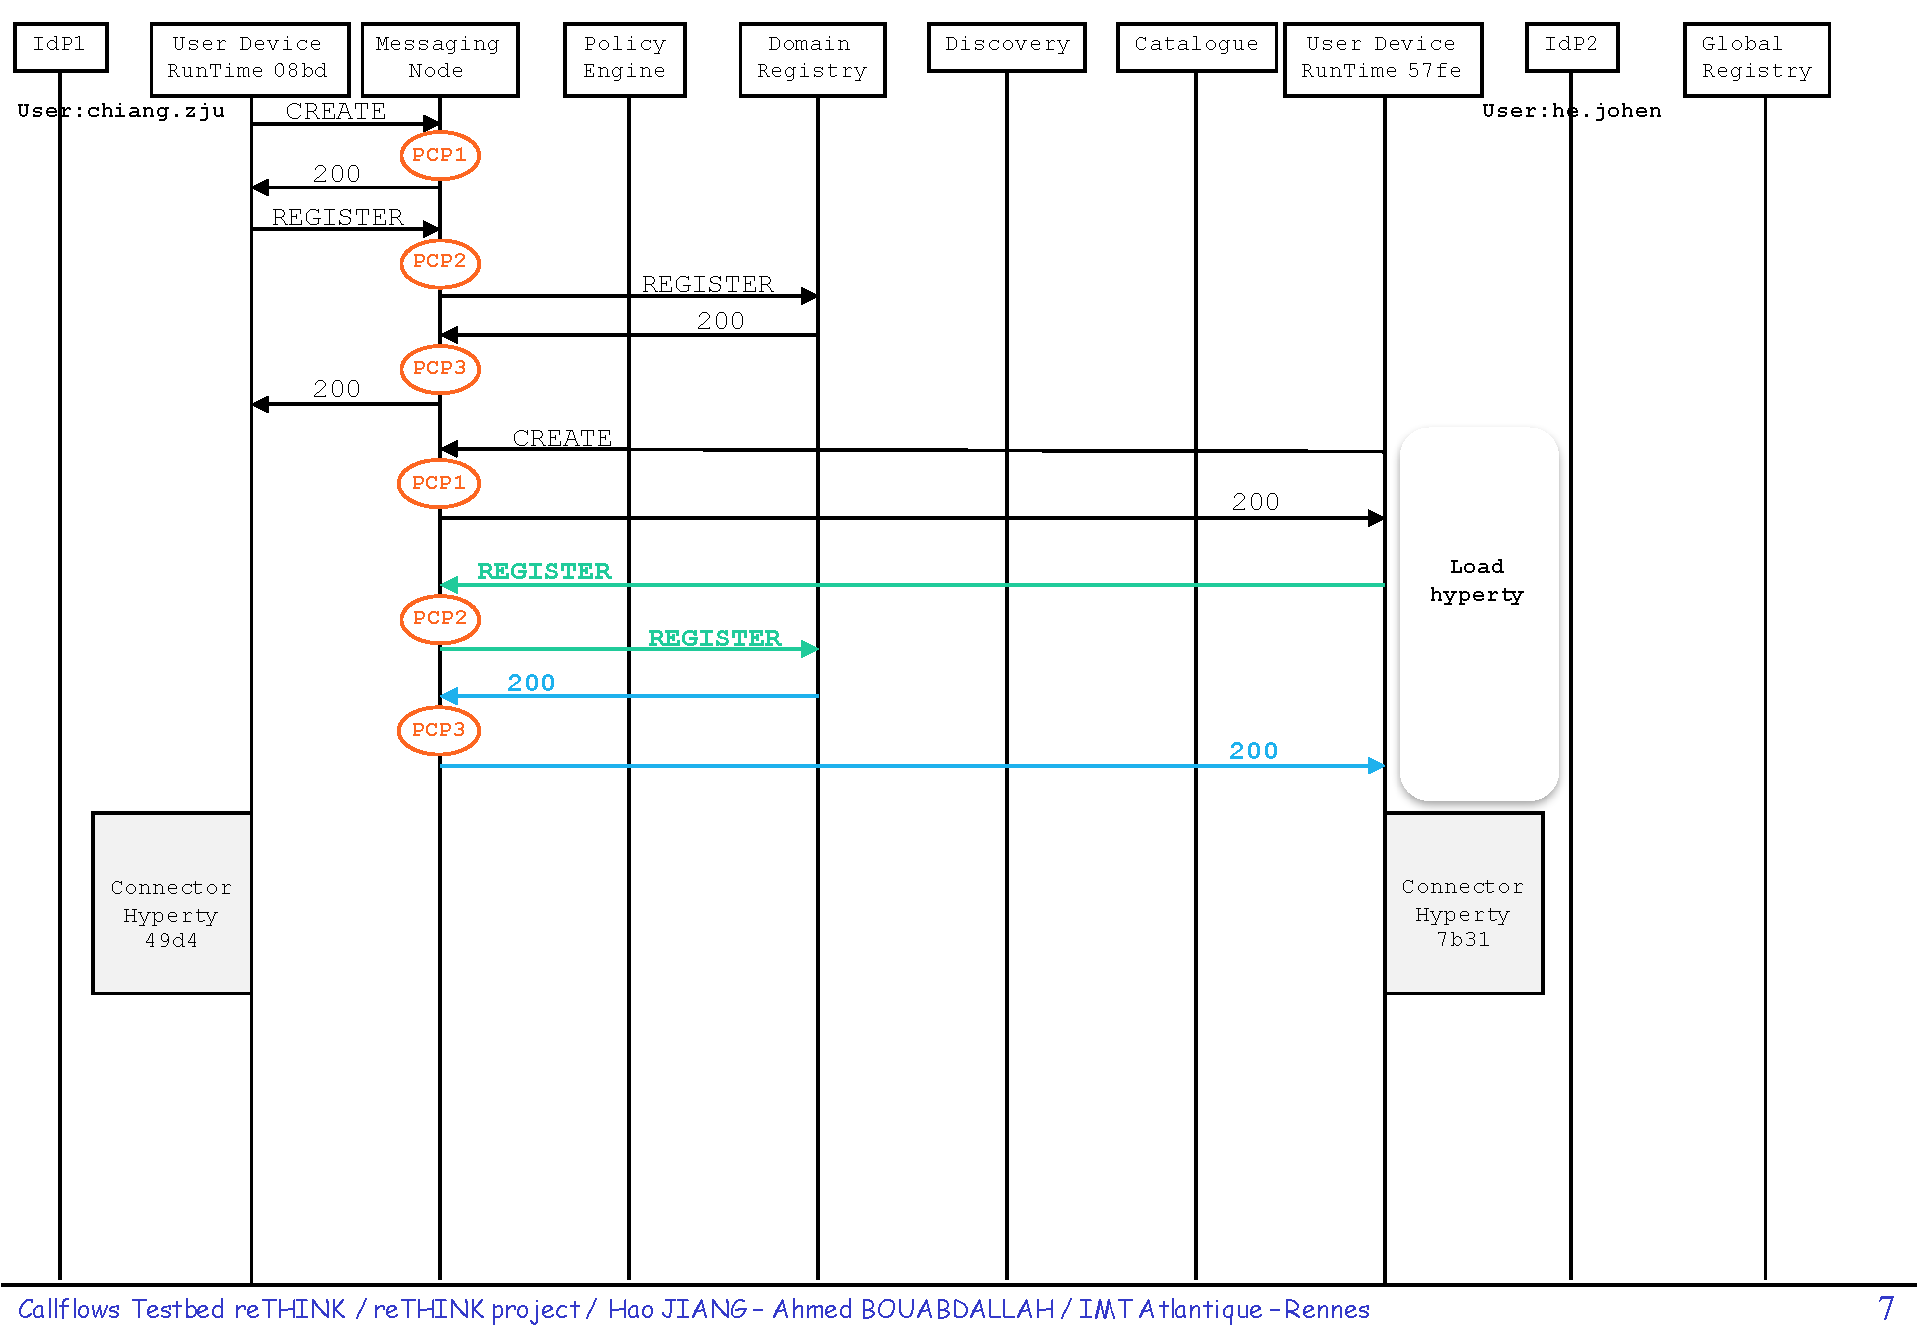 IdP1
User Device
RunTime 08bd
Messaging
Node
Policy
Engine
Domain
Registry
Discovery
Catalogue
User Device
RunTime 57fe
IdP2
Global
Registry
User:chiang.zju
User:he.johen
CREATE
PCP1
200
REGISTER
PCP2
REGISTER
200
PCP3
200
CREATE
PCP1
200
REGISTER
PCP2
REGISTER
200
PCP3
200
Load
hyperty
Connector
Hyperty
49d4
Connector
Hyperty
7b31
Callflows Testbed reTHINK / reTHINK project / Hao JIANG – Ahmed BOUABDALLAH / IMT Atlantique – Rennes
7